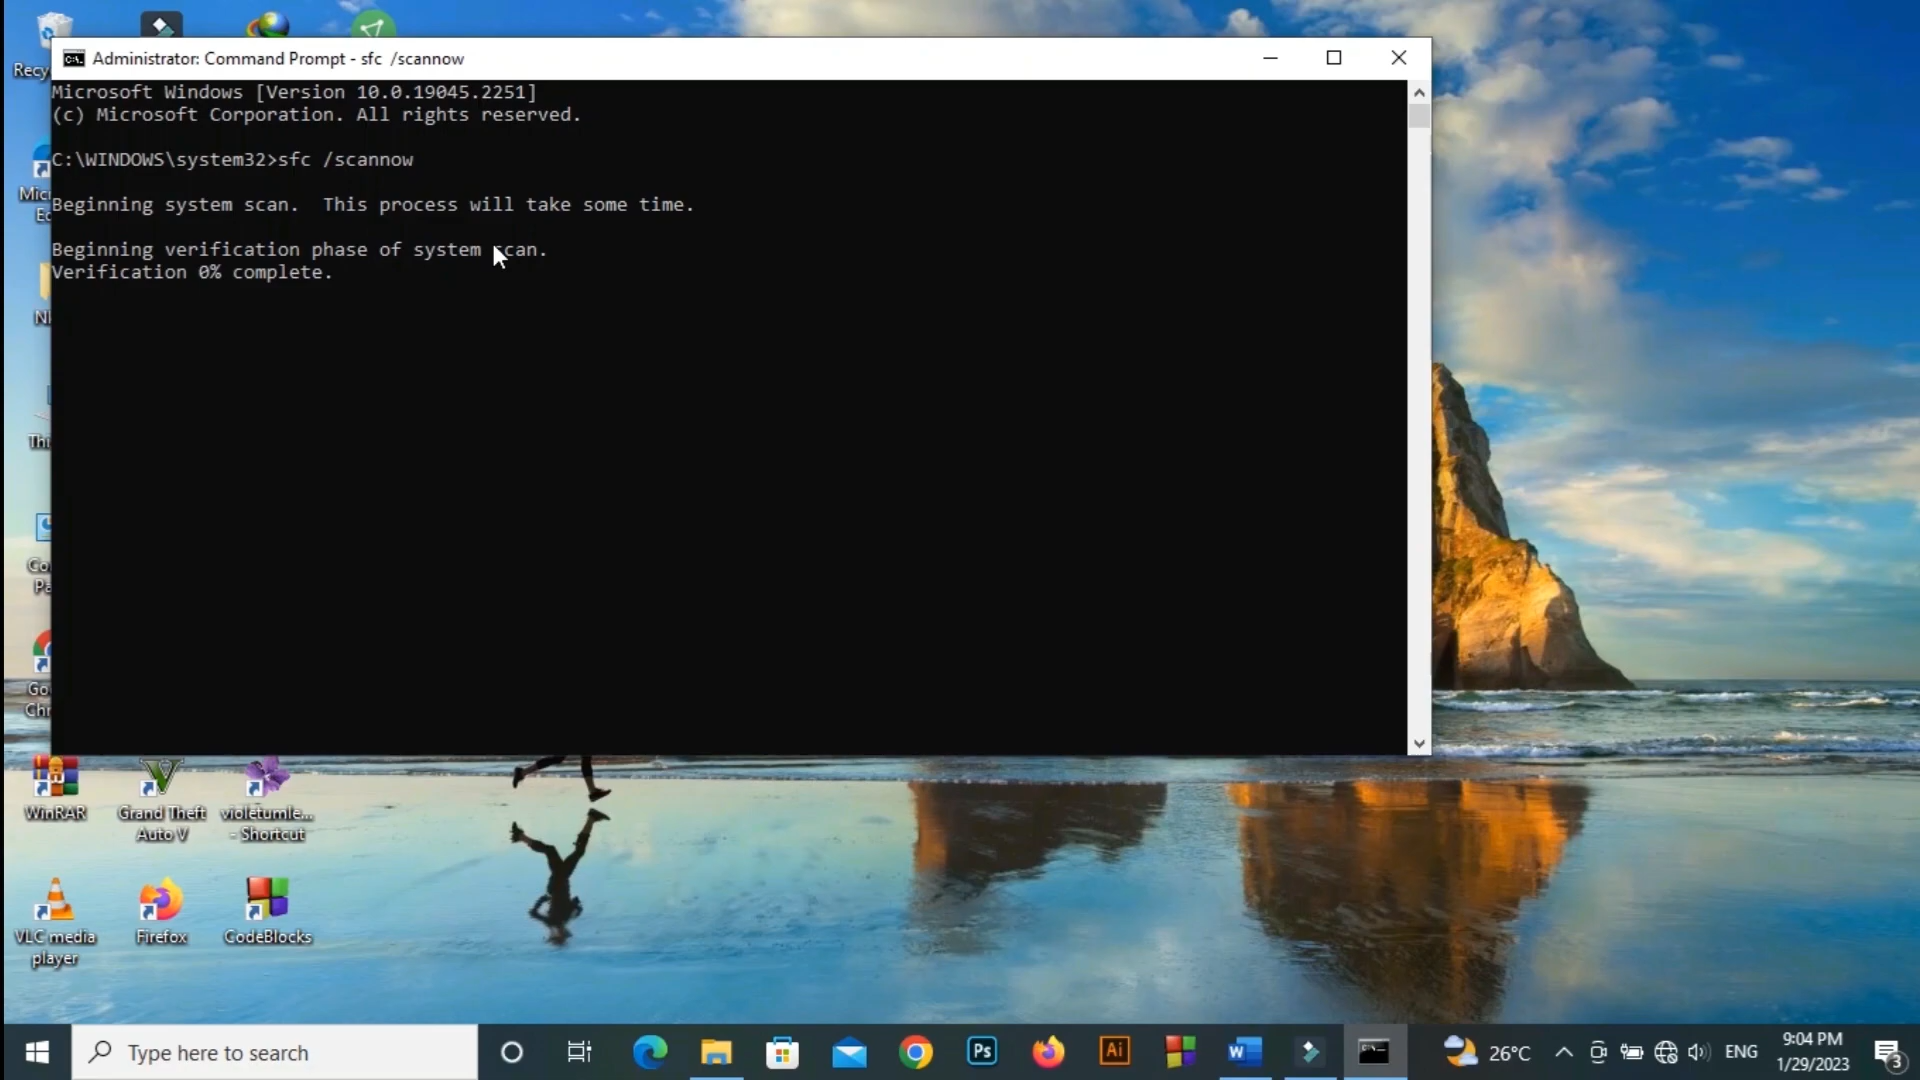 Administrator: Command Prompt - sfc  /scannow
Microsoft Windows [Version 10.0.19045.2251]
(c) Microsoft Corporation. All rights reserved.
C:\WINDOWS\system32>sfc /scannow
Beginning system scan.  This process will take some time.
Beginning verification phase of system scan.
Verification 0% complete.
WinRAR
Grand Theft
Auto V
violetumle...
- Shortcut
VLC media
player
Firefox
CodeBlocks
Type here to search
Ps
Ai
26°C
ENG
9:04 PM
1/29/2023
3